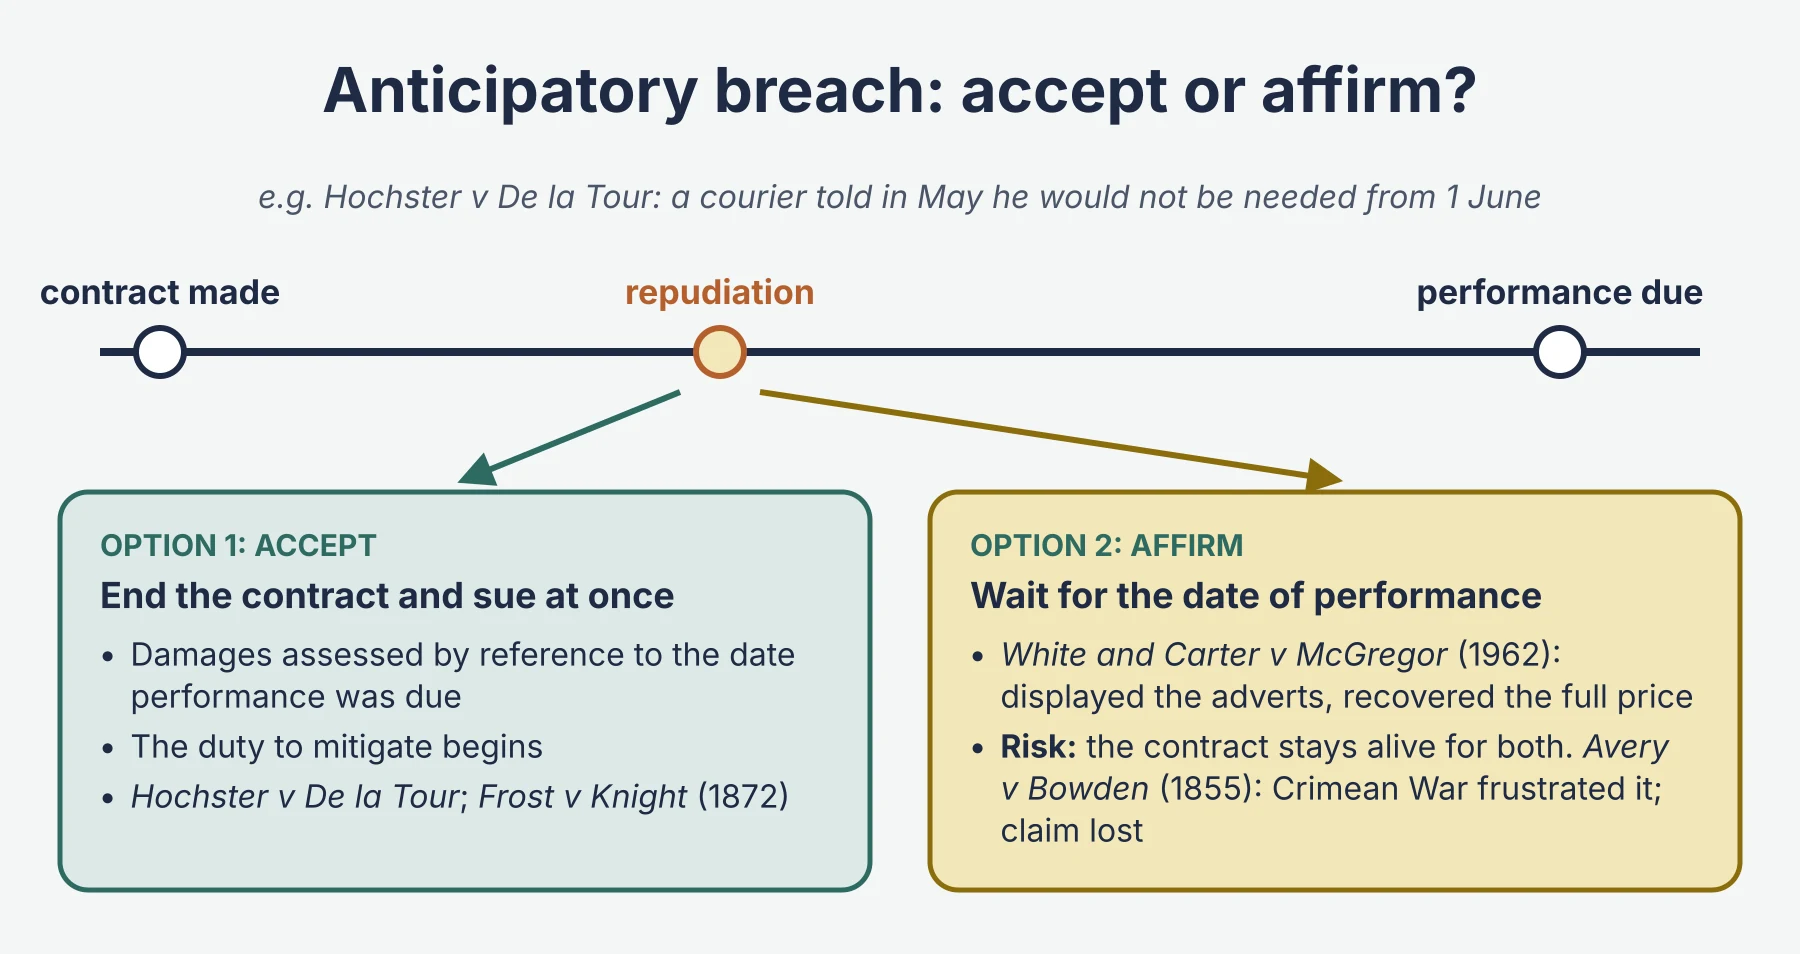 Anticipatory breach: accept or affirm?
e.g. Hochster v De la Tour: a courier told in May he would not be needed from 1 June
contract made
repudiation
performance due
OPTION 1: ACCEPT
End the contract and sue at once
• Damages assessed by reference to the date
performance was due
• The duty to mitigate begins
• Hochster v De la Tour; Frost v Knight (1872)
OPTION 2: AFFIRM
Wait for the date of performance
• White and Carter v McGregor (1962):
displayed the adverts, recovered the full price
• Risk: the contract stays alive for both. Avery
v Bowden (1855): Crimean War frustrated it;
claim lost